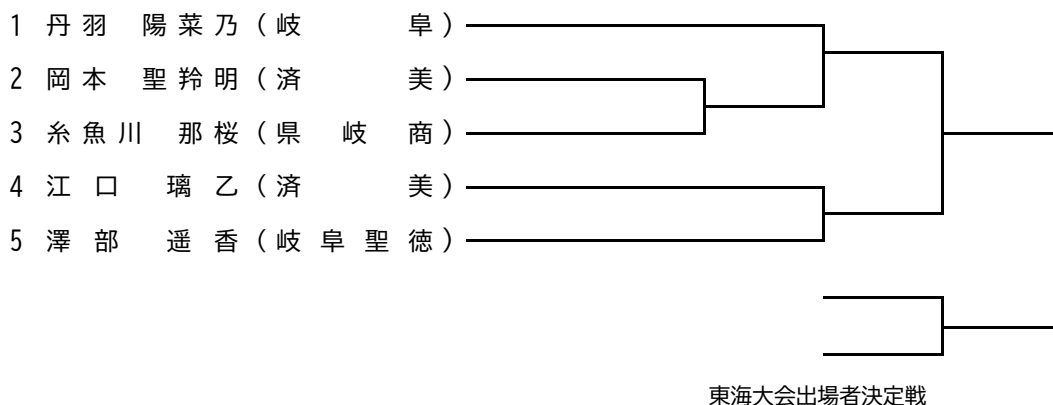 1 丹羽 陽菜乃(岐 阜)
2 岡本 聖羚明(済 美)
3 糸魚川 那桜(県 岐 商)
4 江口 璃乙(済 美)
5 澤部 遥香(岐阜聖徳)
東海大会出場者決定戦